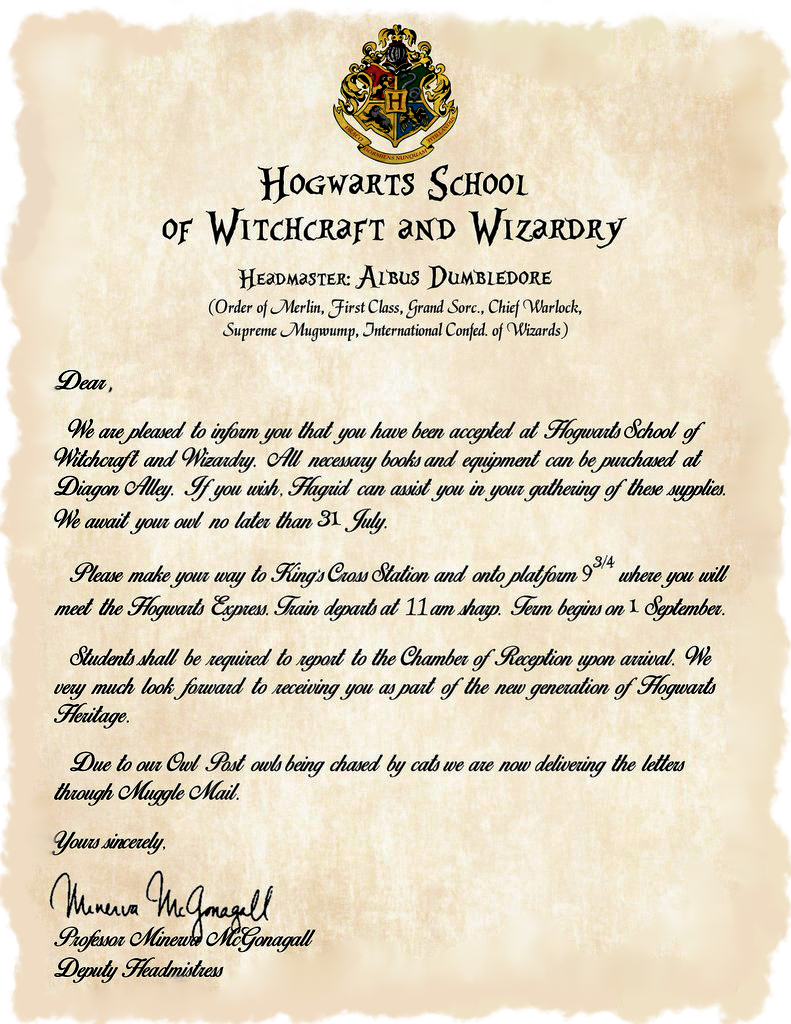 DRACO DORMIENS NUNQUAM TITILLANDUS
H
HOGWARTS SCHOOL
OF WITCHCRAFT AND WIZARDRY
HEADMASTER: ALBUS DUMBLEDORE
(Order of Merlin, First Class, Grand Sorc., Chief Warlock,
Supreme Mugwump, International Confed. of Wizards)
Dear,
We are pleased to inform you that you have been accepted at Hogwarts School of
Witchcraft and Wizardry. All necessary books and equipment can be purchased at
Diagon Alley. If you wish, Hagrid can assist you in your gathering of these supplies.
We await your owl no later than 31 July.
Please make your way to King's Cross Station and onto platform 9 3/4 where you will
meet the Hogwarts Express. Train departs at 11 am sharp. Term begins on 1 September.
Students shall be required to report to the Chamber of Reception upon arrival. We
very much look forward to receiving you as part of the new generation of Hogwarts
Heritage.
Due to our Owl Post owls being chased by cats we are now delivering the letters
through Muggle Mail.
Yours sincerely,
Minerva McGonagall
Professor Minerva McGonagall
Deputy Headmistress